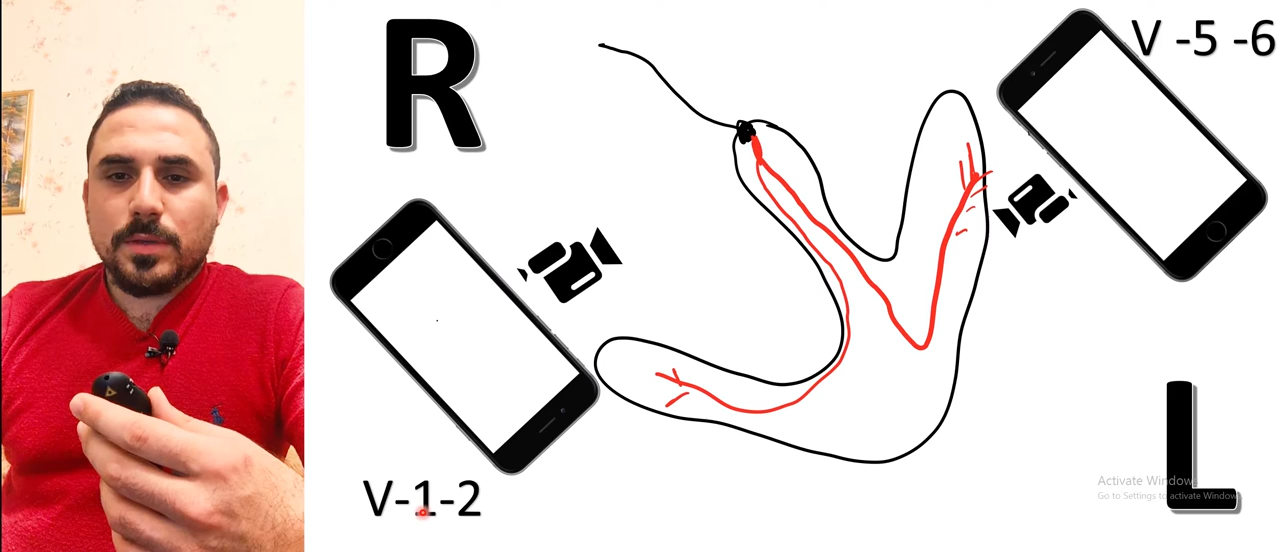 R
V -5 -6
V-1-2
L
Activate Windows
Go to Settings to activate Windows